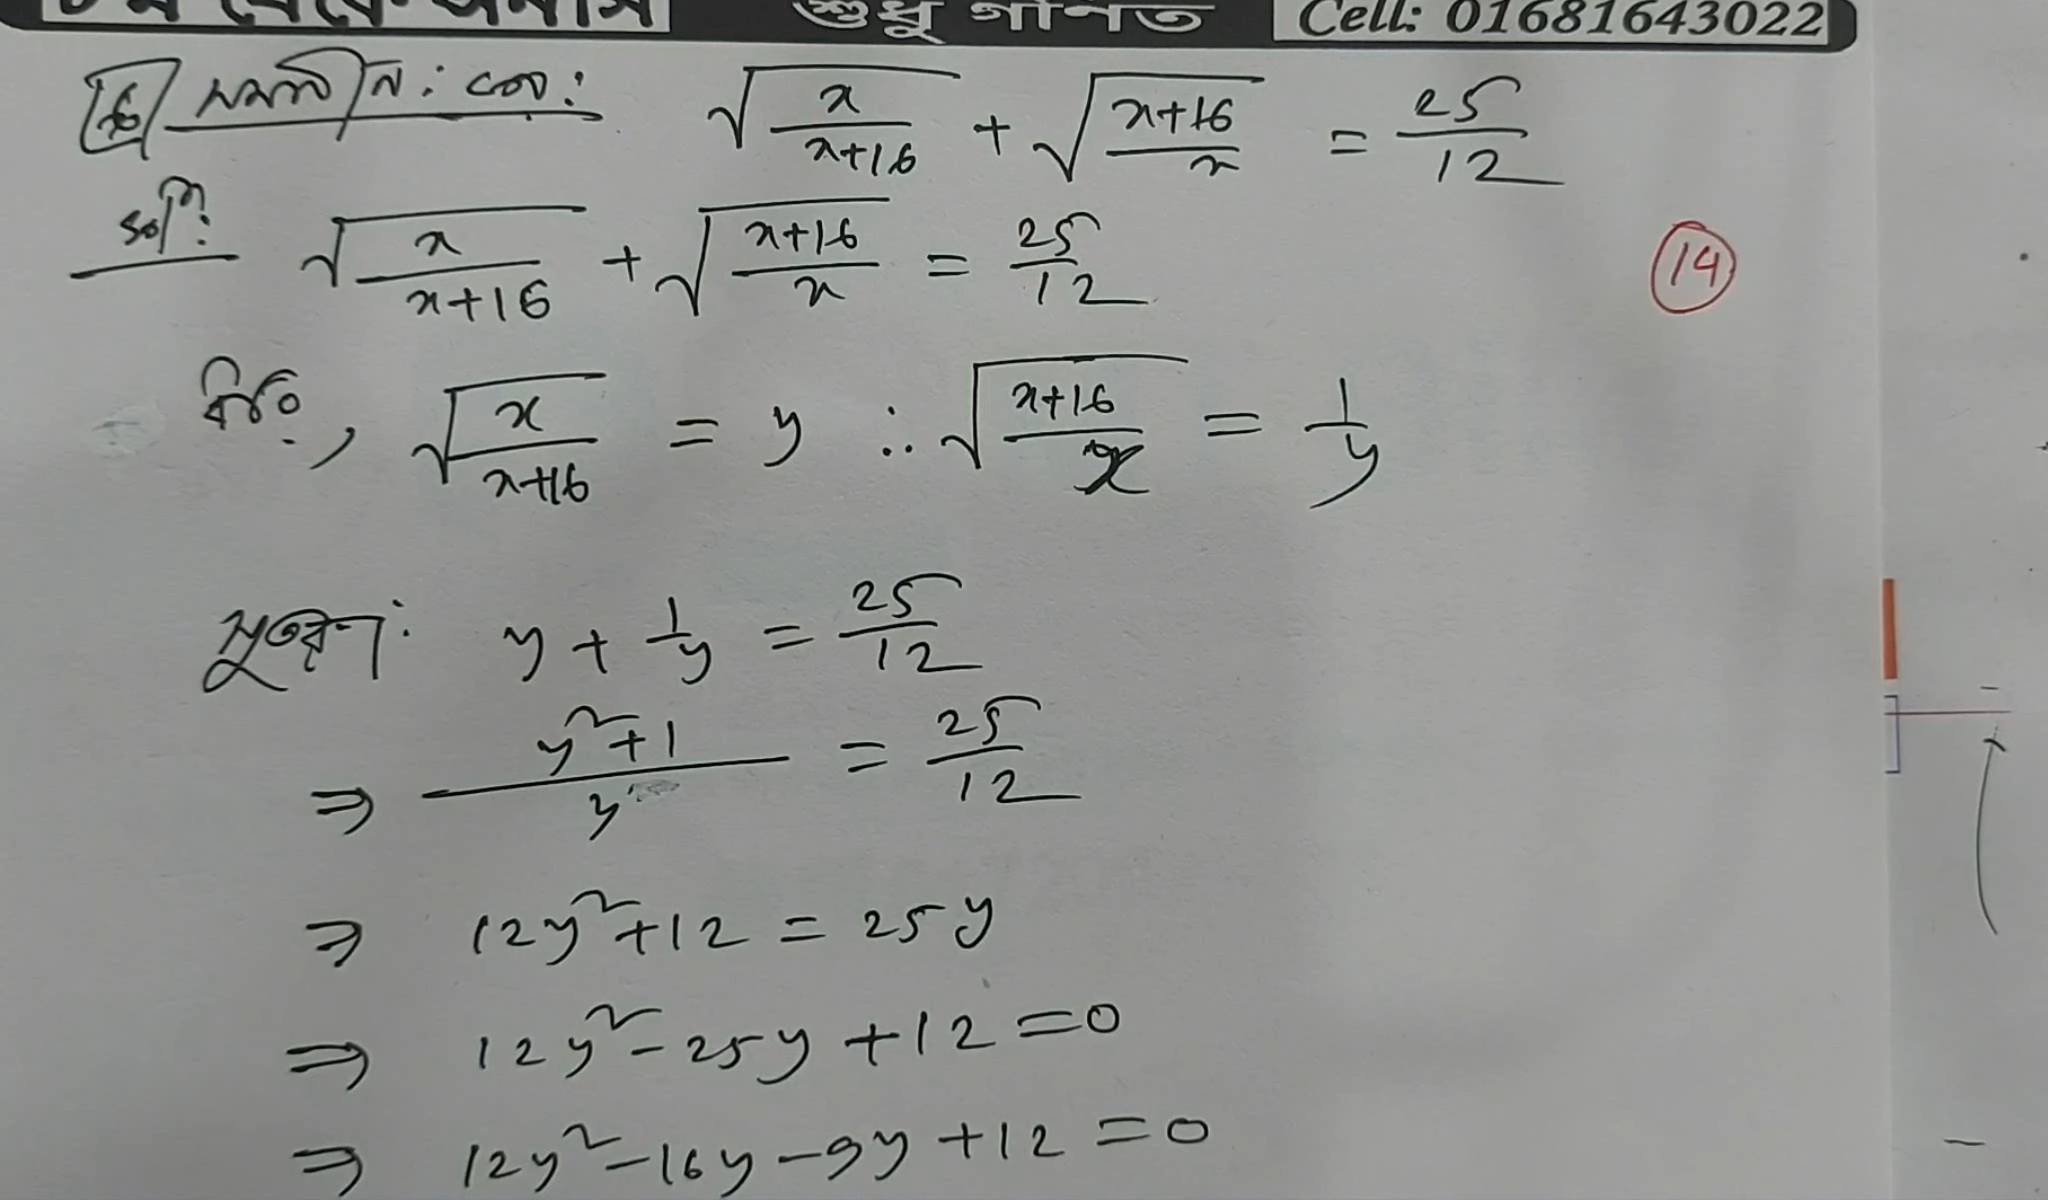 শুধু গণিত Cell: 01681643022
৬ সমাধান: কর: √(x/(x+16)) + √((x+16)/x) = 25/12
solⁿ: √(x/(x+16)) + √((x+16)/x) = 25/12
14
ধরি, √(x/(x+16)) = y ∴ √((x+16)/x) = 1/y
সুতরাং y + 1/y = 25/12
⇒ (y²+1)/y = 25/12
⇒ 12y²+12 = 25y
⇒ 12y²-25y+12=0
⇒ 12y²-16y-9y+12=0